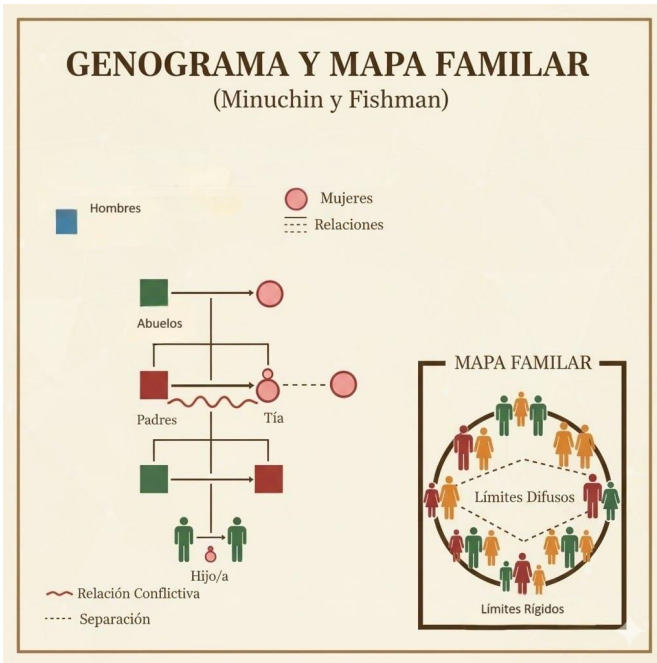 GENOGRAMA Y MAPA FAMILAR
(Minuchin y Fishman)
Hombres
Mujeres
Relaciones
Abuelos
Padres
Tía
Hijo/a
Relación Conflictiva
Separación
MAPA FAMILIAR
Límites Difusos
Límites Rígidos